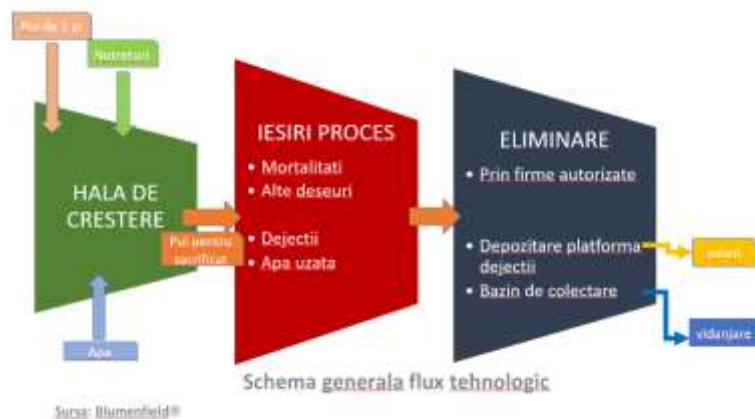 Pui de 1 zi
Nutreturi
HALA DE
CRESTERE
Apa
Pui pentru
sacrificat
IESIRI PROCES
• Mortalitati
• Alte deseuri
• Dejectii
• Apa uzata
ELIMINARE
• Prin firme autorizate
• Depozitare platforma
dejectii
• Bazin de colectare
vidanjare
Schema generala flux tehnologic
Sursa: Blumenfield®